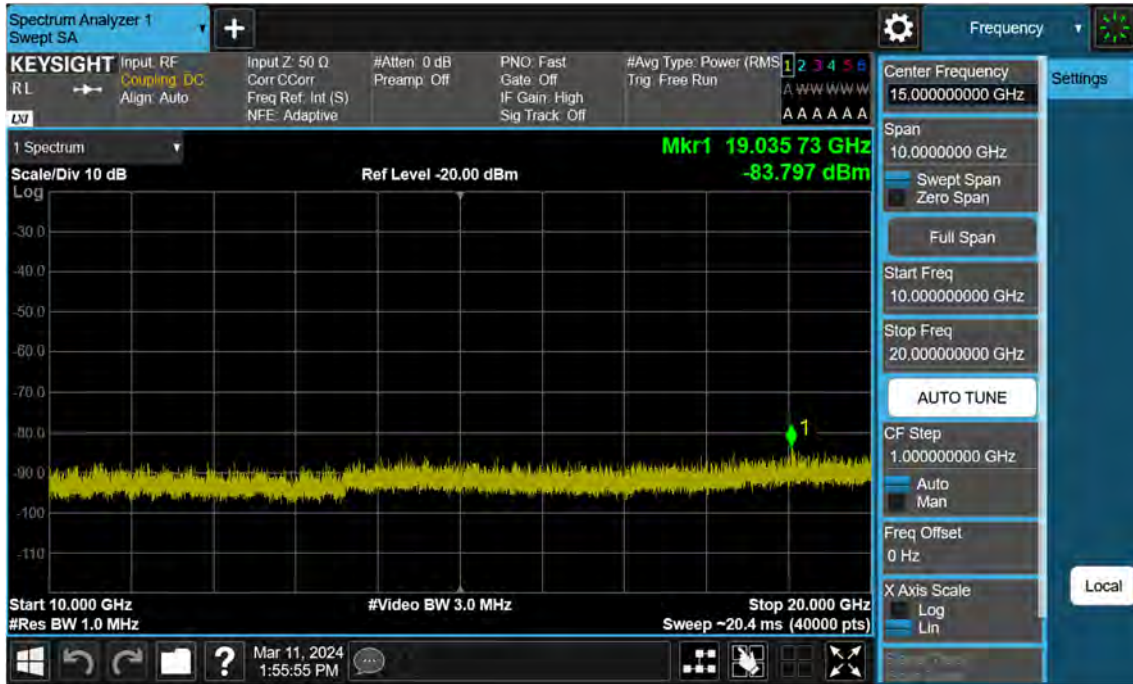 Spectrum Analyzer 1
Swept SA
+
Frequency
KEYSIGHT
RL
LXI
Input: RF
Coupling: DC
Align: Auto
Input Z: 50 Ω
Corr CCorr
Freq Ref: Int (S)
NFE: Adaptive
#Atten: 0 dB
Preamp: Off
PNO: Fast
Gate: Off
IF Gain: High
Sig Track: Off
#Avg Type: Power (RMS
Trig: Free Run
1 2 3 4 5 6
A W W W W W
A A A A A A
1 Spectrum
Scale/Div 10 dB
Ref Level -20.00 dBm
Mkr1 19.035 73 GHz
-83.797 dBm
Log
-30.0
-40.0
-50.0
-60.0
-70.0
-80.0
-90.0
-100
-110
1
Start 10.000 GHz
#Res BW 1.0 MHz
#Video BW 3.0 MHz
Stop 20.000 GHz
Sweep ~20.4 ms (40000 pts)
Center Frequency
15.000000000 GHz
Settings
Span
10.0000000 GHz
Swept Span
Zero Span
Full Span
Start Freq
10.000000000 GHz
Stop Freq
20.000000000 GHz
AUTO TUNE
CF Step
1.000000000 GHz
Auto
Man
Freq Offset
0 Hz
X Axis Scale
Log
Lin
Local
?
Mar 11, 2024
1:55:55 PM